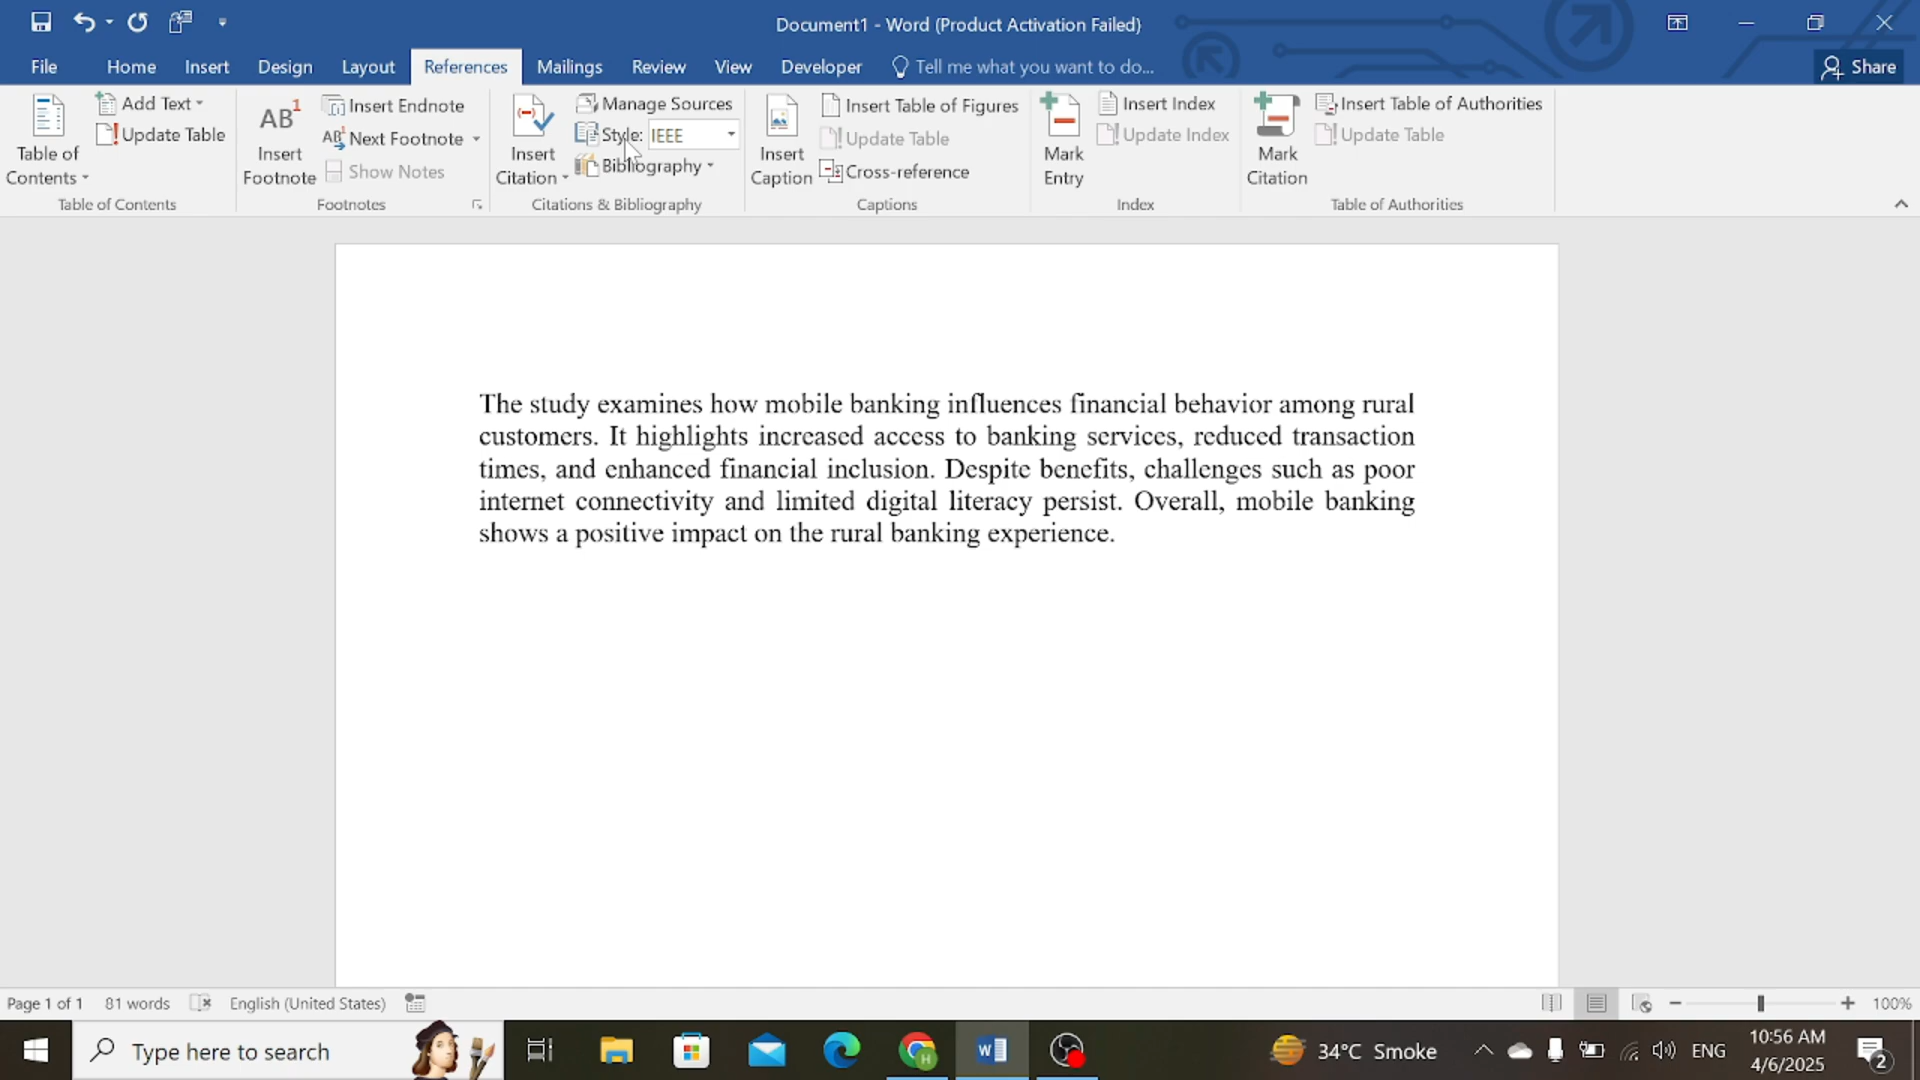 Document1 - Word (Product Activation Failed)
File Home Insert Design Layout References Mailings Review View Developer Tell me what you want to do... Share
Table of Contents
Add Text
Update Table
Table of Contents
AB1 Insert Footnote
Insert Endnote
AB1 Next Footnote
Show Notes
Footnotes
Insert Citation
Manage Sources
Style: IEEE
Bibliography
Citations & Bibliography
Insert Caption
Insert Table of Figures
Update Table
Cross-reference
Captions
Mark Entry
Insert Index
Update Index
Index
Mark Citation
Insert Table of Authorities
Update Table
Table of Authorities
The study examines how mobile banking influences financial behavior among rural
customers. It highlights increased access to banking services, reduced transaction
times, and enhanced financial inclusion. Despite benefits, challenges such as poor
internet connectivity and limited digital literacy persist. Overall, mobile banking
shows a positive impact on the rural banking experience.
Page 1 of 1 81 words English (United States) 100%
Type here to search 34°C Smoke ENG 10:56 AM
4/6/2025 2